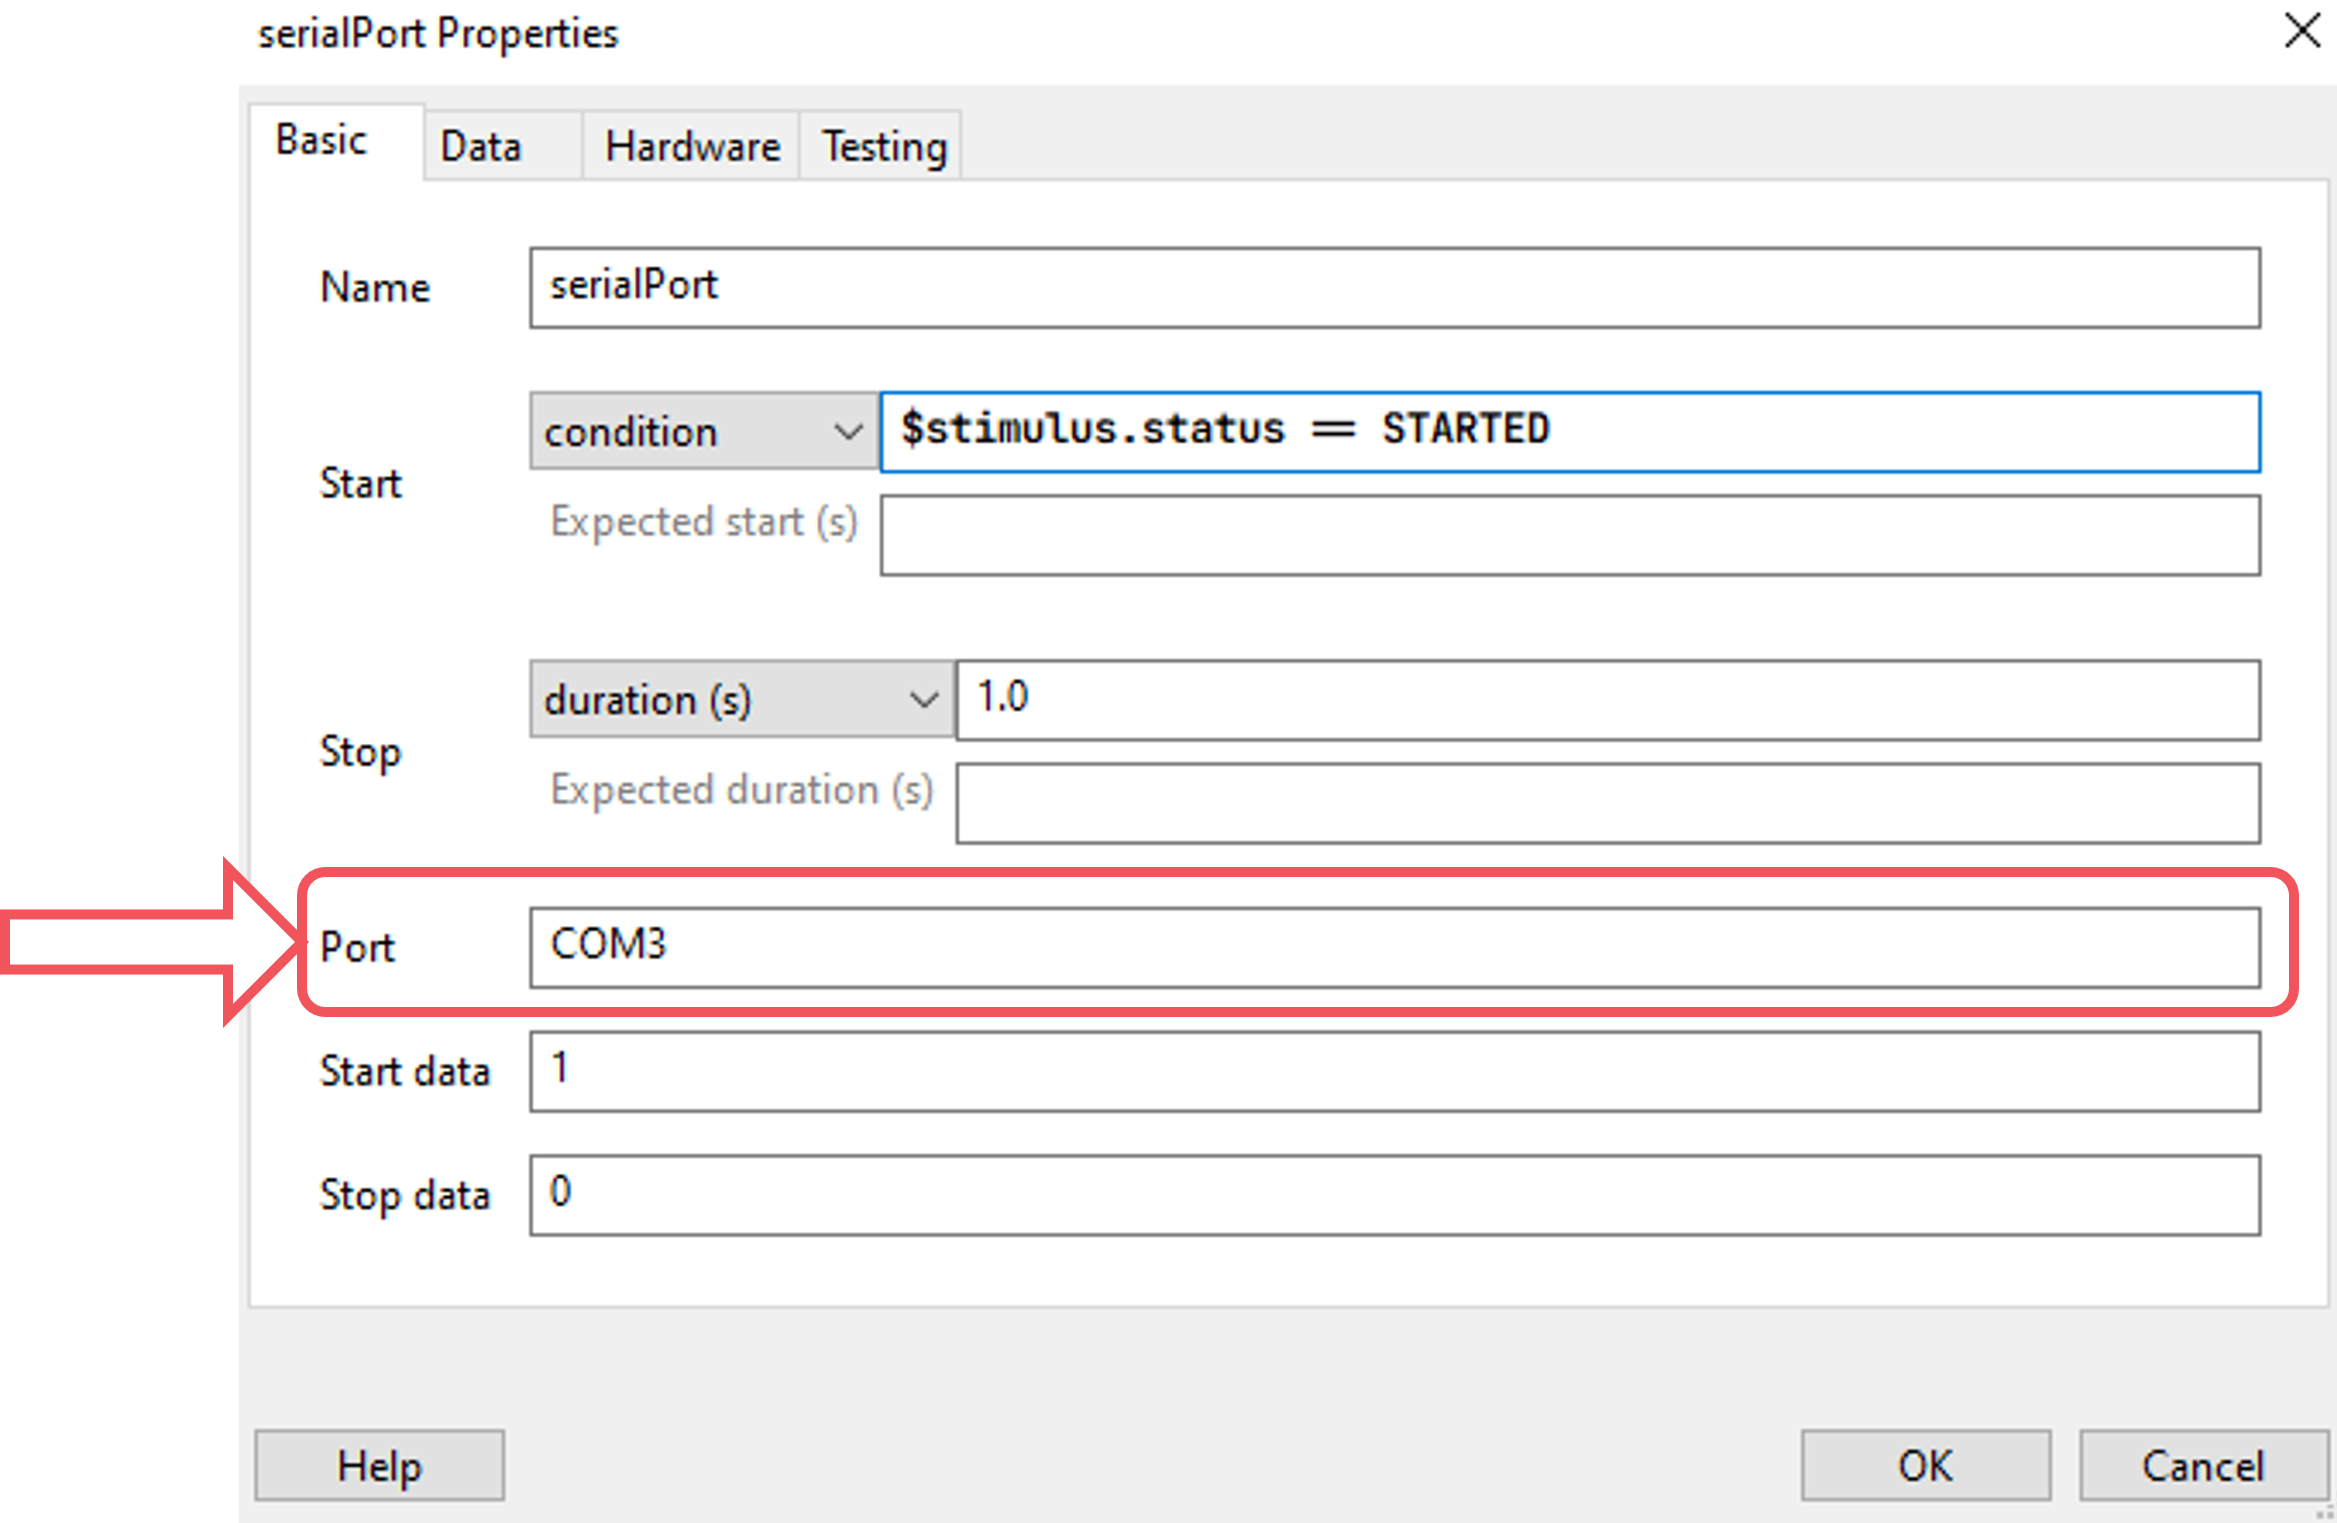 serialPort Properties
Basic Data Hardware Testing
Name serialPort
Start condition $stimulus.status == STARTED
Expected start (s)
Stop duration (s) 1.0
Expected duration (s)
Port COM3
Start data 1
Stop data 0
Help OK Cancel